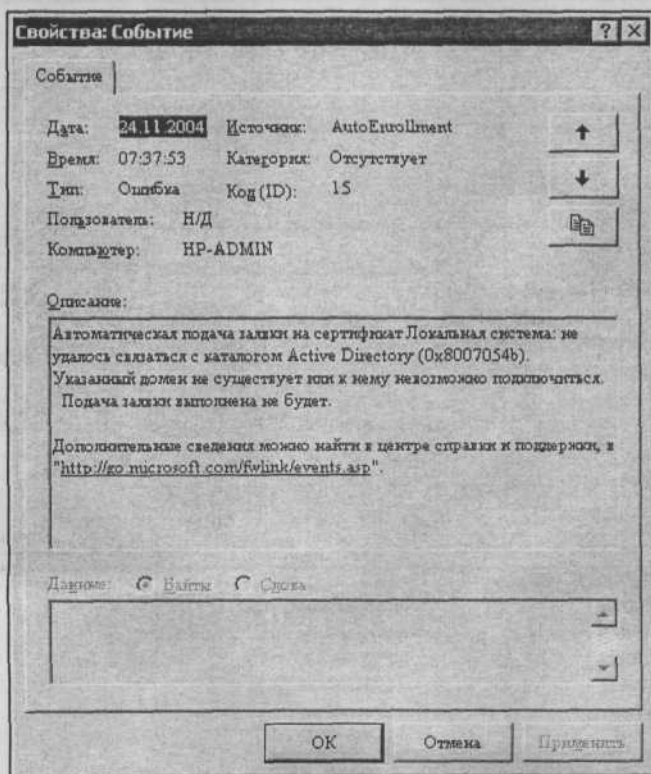 Свойства: Событие
Событие
Дата: 24.11.2004 Источник: AutoEnrollment
Время: 07:37:53 Категория: Отсутствует
Тип: Ошибка Код (ID): 15
Пользователь: Н/Д
Компьютер: HP-ADMIN
Описание:
Автоматическая подача заявки на сертификат Локальная система: не
удалось связаться с каталогом Active Directory (0x8007054b).
Указанный домен не существует или к нему невозможно подключиться.
Подача заявки выполнена не будет.
Дополнительные сведения можно найти в центре справки и поддержки, в
"http://go.microsoft.com/fwlink/events.asp".
Данные: Байты Слова
ОК Отмена Применить